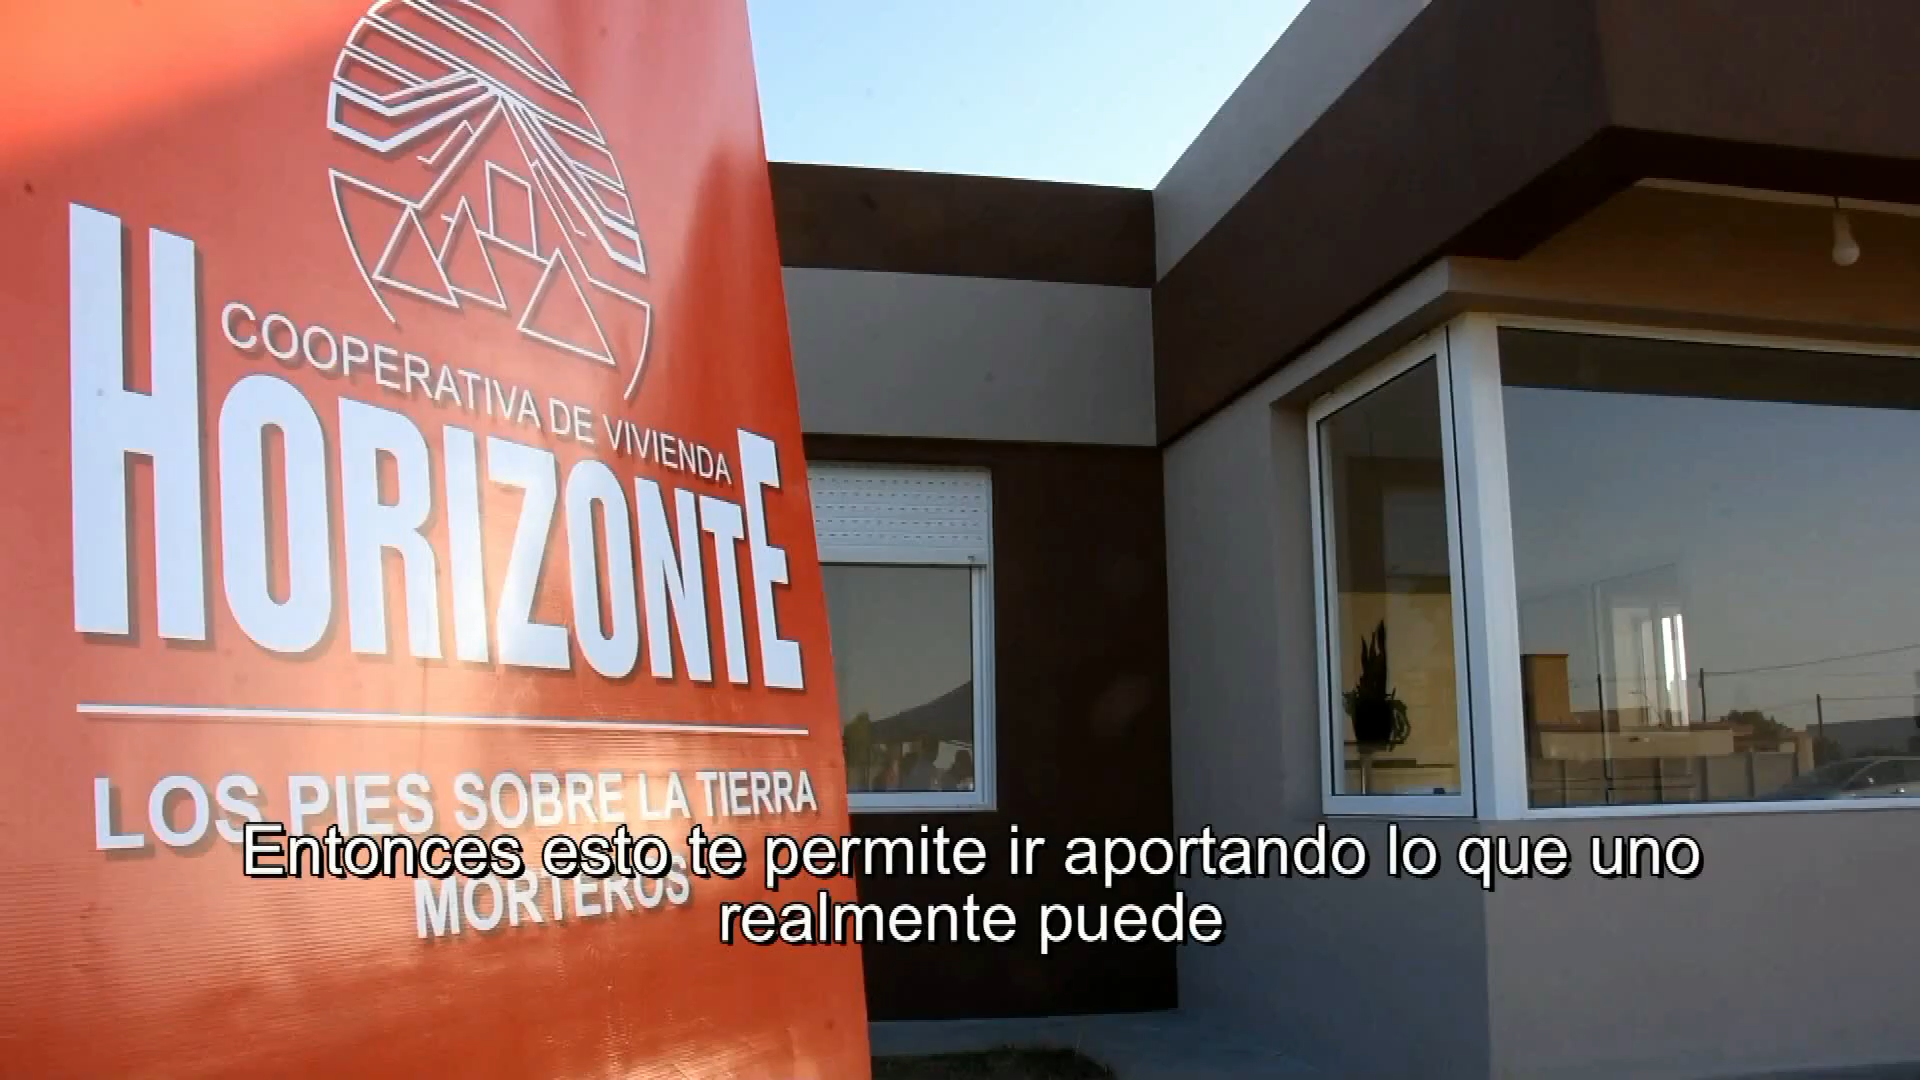 COOPERATIVA DE VIVIENDA
HORIZONTE
LOS PIES SOBRE LA TIERRA
MORTEROS
Entonces esto te permite ir aportando lo que uno
realmente puede